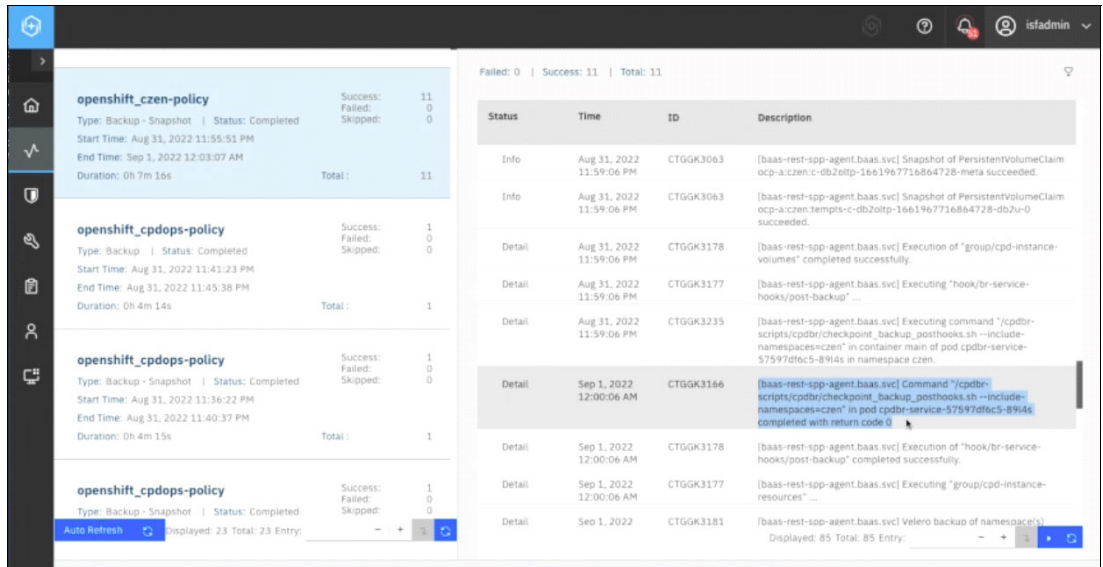 51
isfadmin
openshift_czen-policy
Success: 11
Failed: 0
Skipped: 0
Type: Backup - Snapshot | Status: Completed
Start Time: Aug 31, 2022 11:55:51 PM
End Time: Sep 1, 2022 12:03:07 AM
Duration: 0h 7m 16s
Total : 11
openshift_cpdops-policy
Success: 1
Failed: 0
Skipped: 0
Type: Backup | Status: Completed
Start Time: Aug 31, 2022 11:41:23 PM
End Time: Aug 31, 2022 11:45:38 PM
Duration: 0h 4m 14s
Total : 1
openshift_cpdops-policy
Success: 1
Failed: 0
Skipped: 0
Type: Backup - Snapshot | Status: Completed
Start Time: Aug 31, 2022 11:36:22 PM
End Time: Aug 31, 2022 11:40:37 PM
Duration: 0h 4m 15s
Total : 1
openshift_cpdops-policy
Success: 1
Failed: 0
Skipped: 0
Type: Backup - Snapshot | Status: Completed
Auto Refresh
Displayed: 23 Total: 23 Entry:
- +
Failed: 0 | Success: 11 | Total: 11
Status Time ID Description
Info Aug 31, 2022 CTGGK3063 [baas-rest-spp-agent.baas.svc] Snapshot of PersistentVolumeClaim
11:59:06 PM ocp-a:czen:c-db2oltp-1661967716864728-meta succeeded.
Info Aug 31, 2022 CTGGK3063 [baas-rest-spp-agent.baas.svc] Snapshot of PersistentVolumeClaim
11:59:06 PM ocp-a:czen:tempts-c-db2oltp-1661967716864728-db2u-0
succeeded.
Detail Aug 31, 2022 CTGGK3178 [baas-rest-spp-agent.baas.svc] Execution of "group/cpd-instance-
11:59:06 PM volumes" completed successfully.
Detail Aug 31, 2022 CTGGK3177 [baas-rest-spp-agent.baas.svc] Executing "hook/br-service-
11:59:06 PM hooks/post-backup" ...
Detail Aug 31, 2022 CTGGK3235 [baas-rest-spp-agent.baas.svc] Executing command "/cpdbr-
11:59:06 PM scripts/cpdbr/checkpoint_backup_posthooks.sh --include-
namespaces=czen" in container main of pod cpdbr-service-
57597df6c5-89l4s in namespace czen.
Detail Sep 1, 2022 CTGGK3166 [baas-rest-spp-agent.baas.svc] Command "/cpdbr-
12:00:06 AM scripts/cpdbr/checkpoint_backup_posthooks.sh --include-
namespaces=czen" in pod cpdbr-service-57597df6c5-89l4s
completed with return code 0
Detail Sep 1, 2022 CTGGK3178 [baas-rest-spp-agent.baas.svc] Execution of "hook/br-service-
12:00:06 AM hooks/post-backup" completed successfully.
Detail Sep 1, 2022 CTGGK3177 [baas-rest-spp-agent.baas.svc] Executing "group/cpd-instance-
12:00:06 AM resources" ...
Detail Sep 1, 2022 CTGGK3181 [baas-rest-spp-agent.baas.svc] Velero backup of namespace(s)
Displayed: 85 Total: 85 Entry:
- +